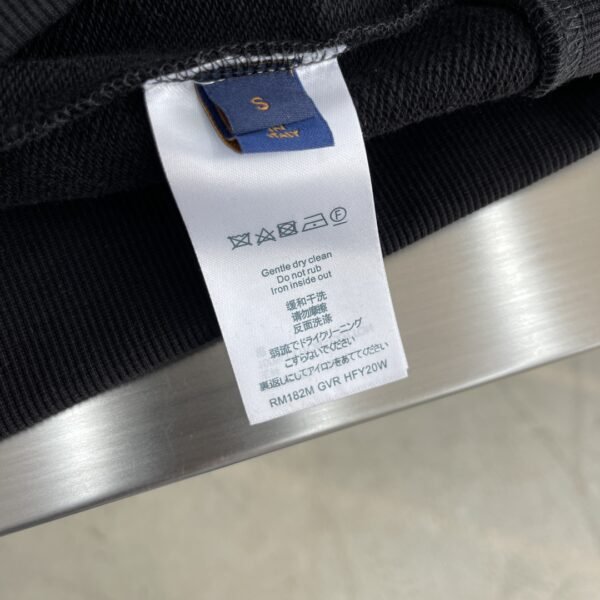 S
IN
ITALY
F
Gentle dry clean
Do not rub
Iron inside out
缓和干洗
请勿摩擦
反面洗涤
弱流でドライクリーニング
こすらないでください
裏返しにしてアイロンをあててください
RM182M GVR HFY20W